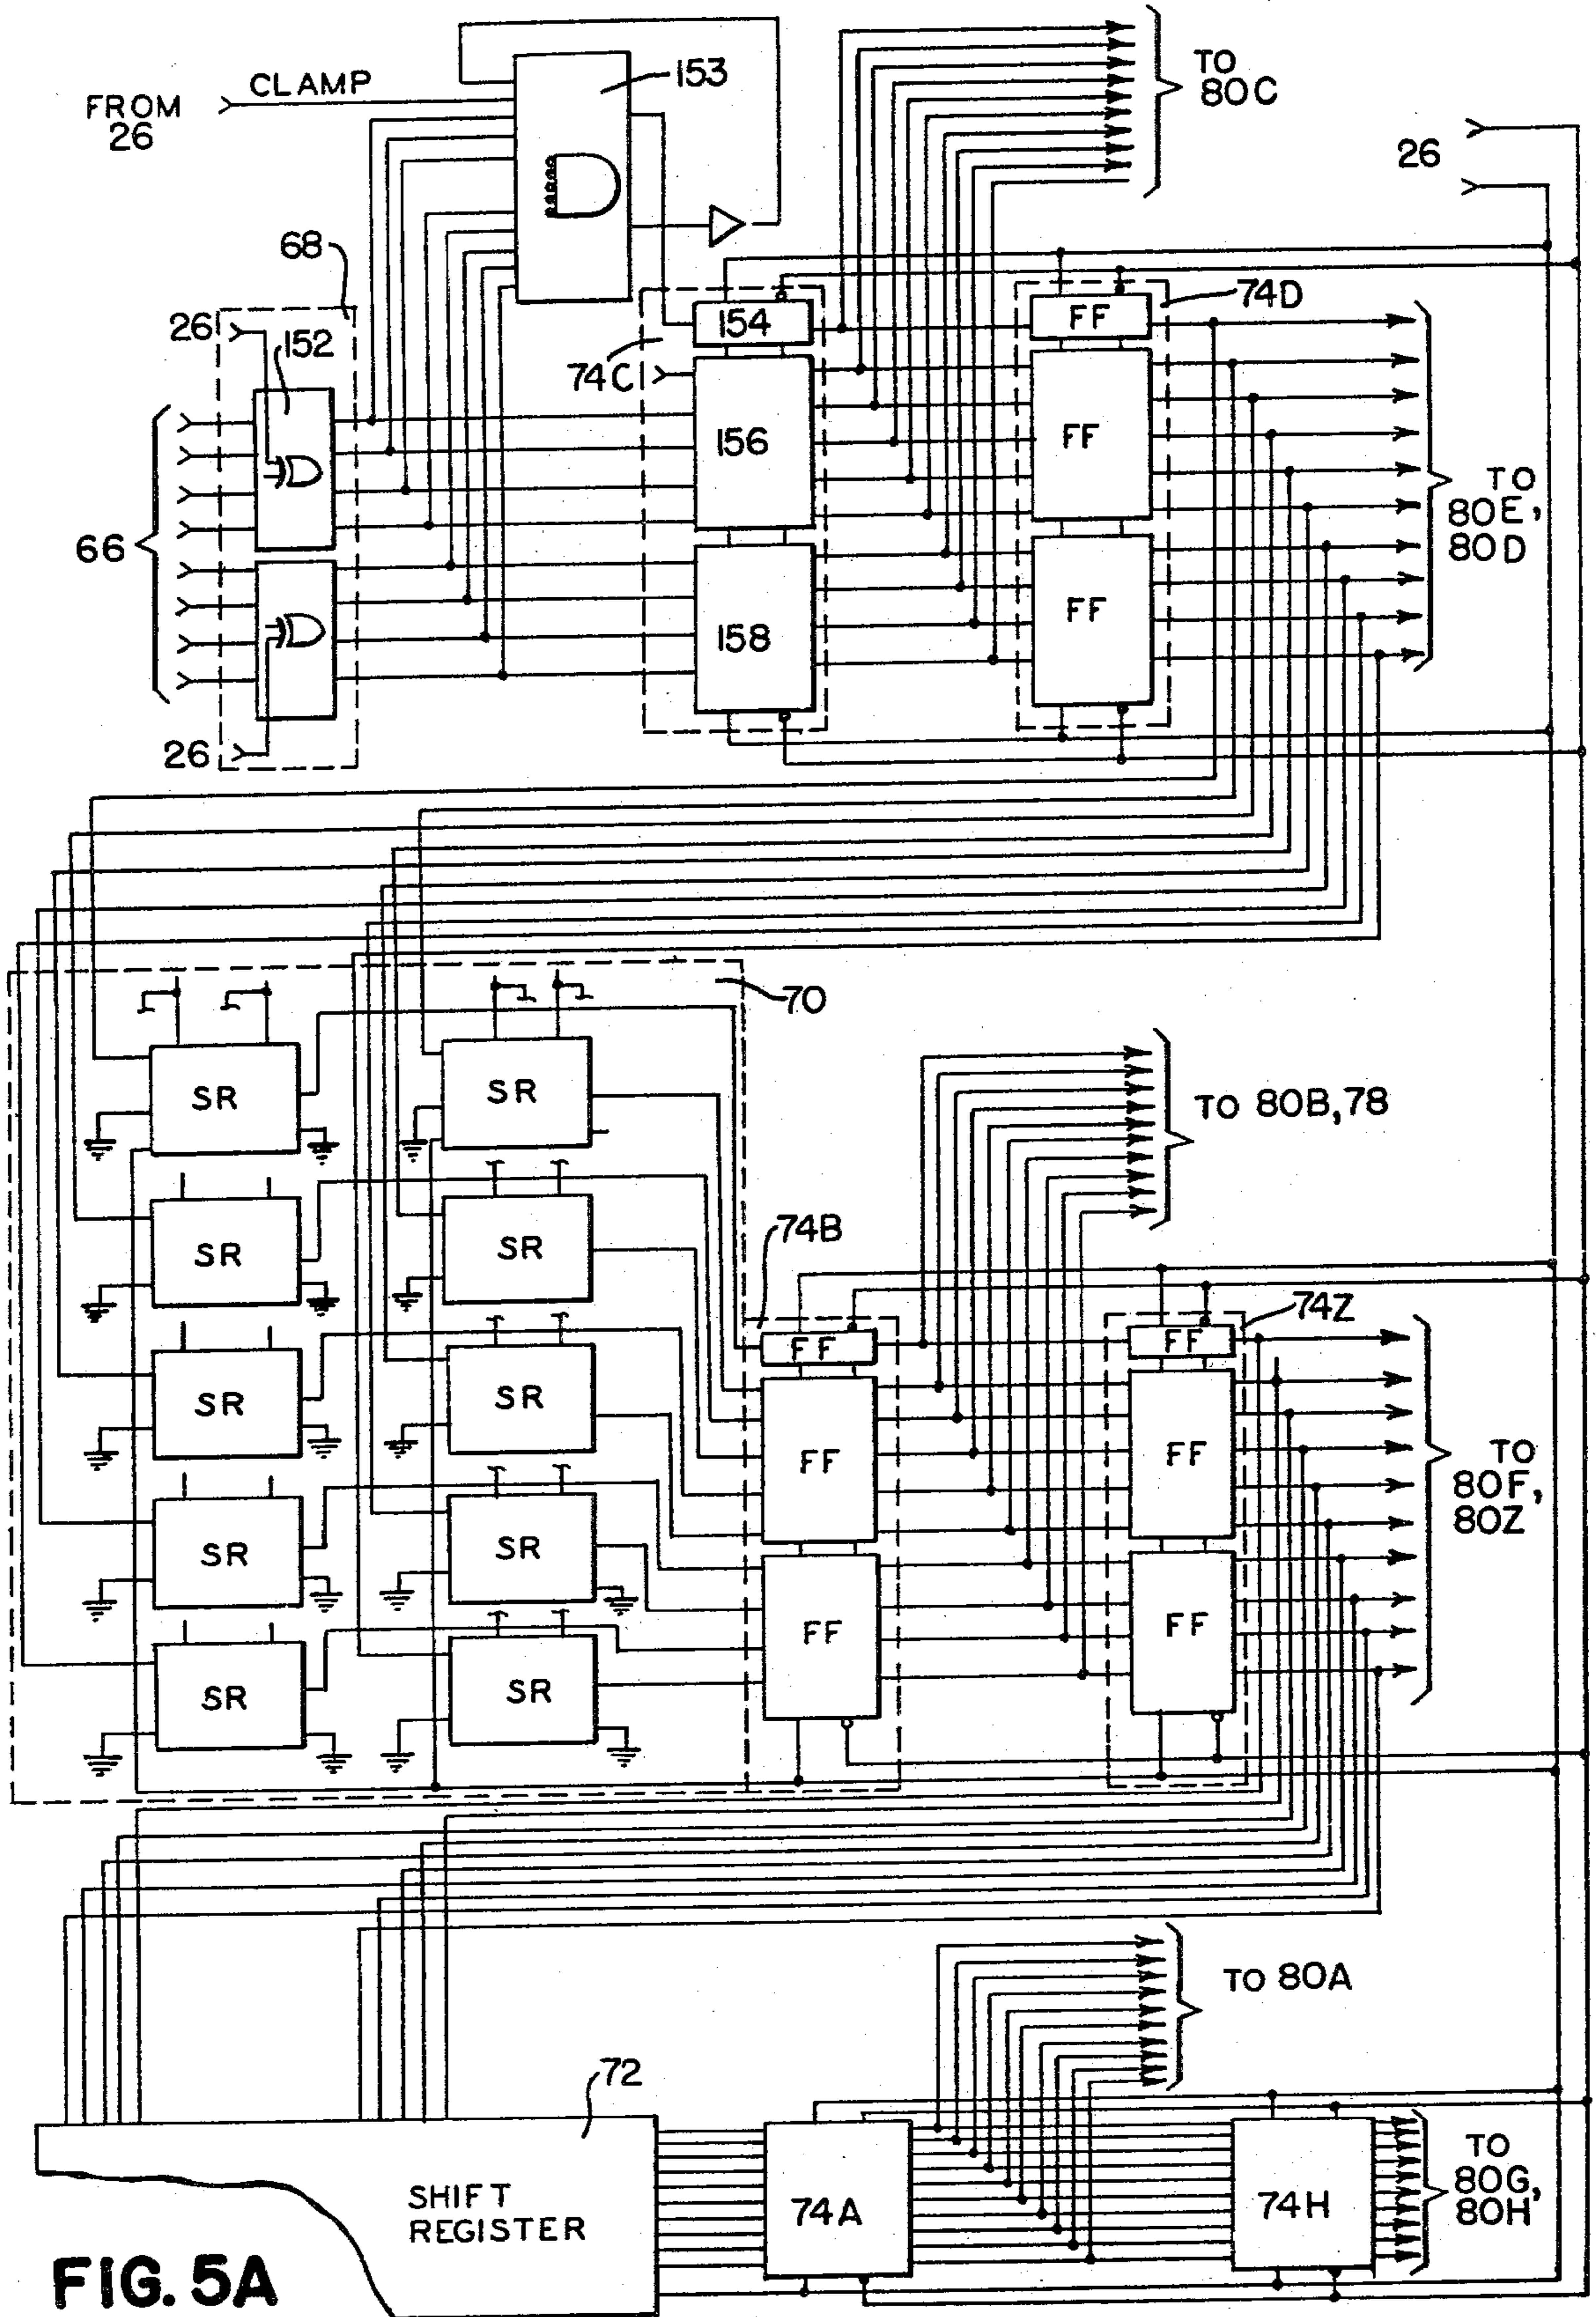 CLAMP
153
FROM
26
TO
80C
26
68
26
152
74C
154
FF
74D
156
FF
TO
80E,
80D
66
158
FF
26
70
SR
SR
TO 80B, 78
SR
SR
74B
74Z
FF
FF
SR
SR
FF
FF
TO
80F,
80Z
SR
SR
FF
FF
SR
SR
TO 80A
72
SHIFT
REGISTER
74A
74H
TO
80G,
80H
FIG. 5A